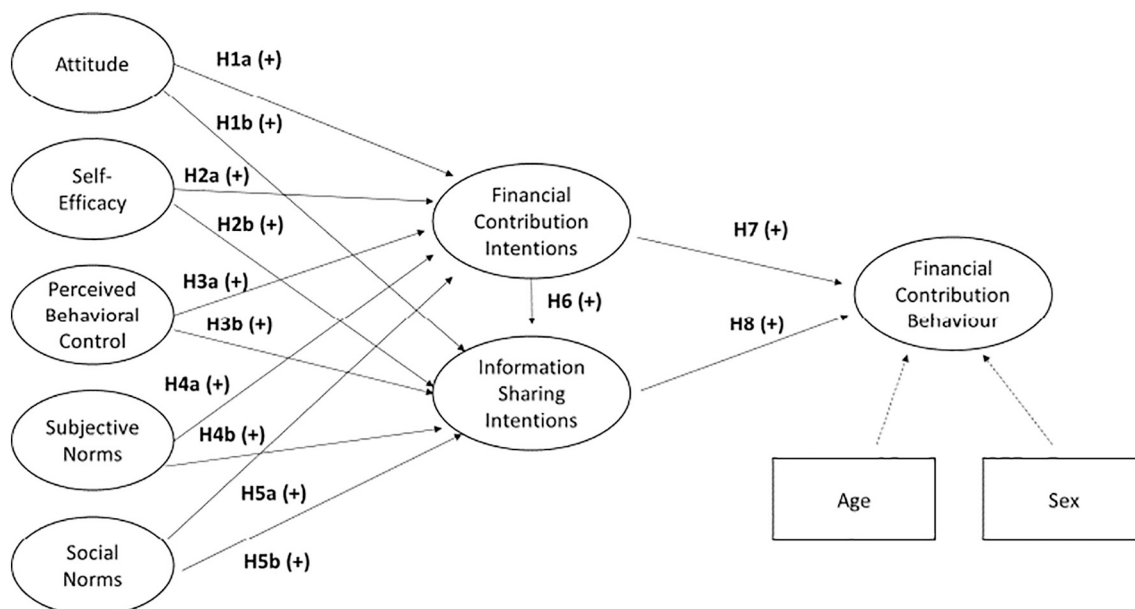 Attitude
H1a (+)
H1b (+)
Self-
Efficacy
H2a (+)
H2b (+)
Financial
Contribution
Intentions
Perceived
Behavioral
Control
H3a (+)
H3b (+)
H6 (+)
H7 (+)
H8 (+)
Financial
Contribution
Behaviour
Information
Sharing
Intentions
Subjective
Norms
H4a (+)
H4b (+)
Social
Norms
H5a (+)
H5b (+)
Age
Sex